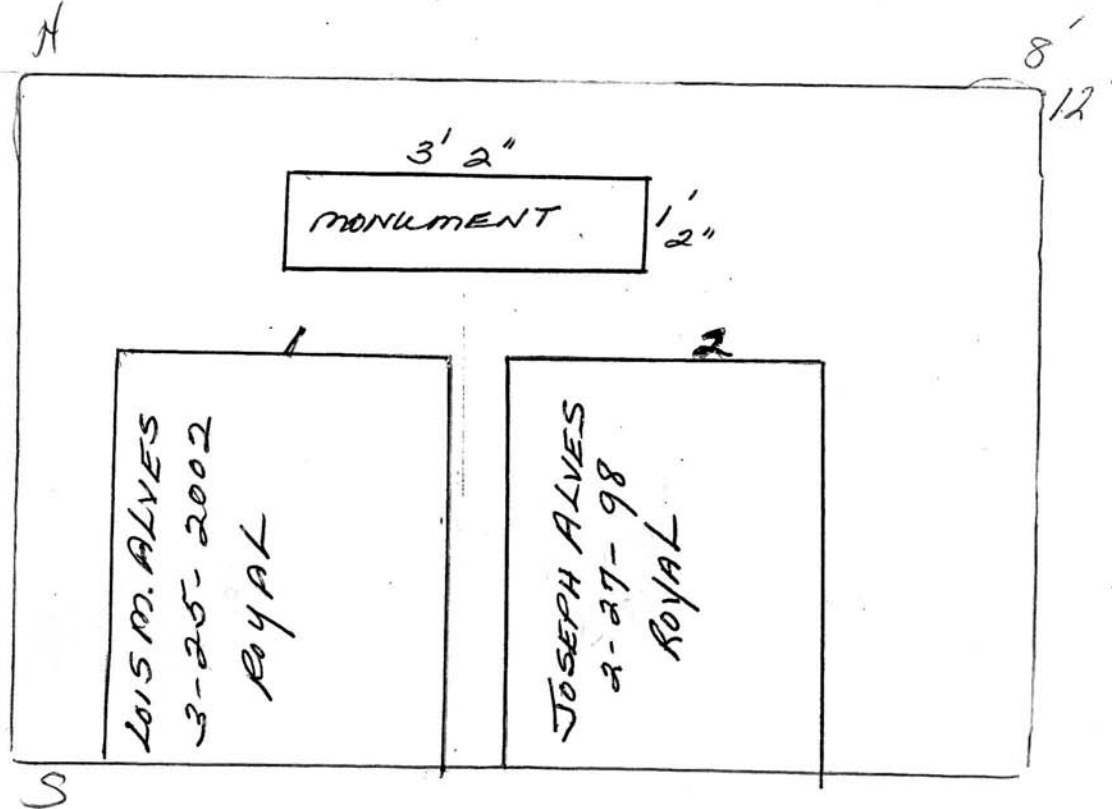 N
8'
12'
3' 2"
MONUMENT
1'
2"
1
2
LOIS M. ALVES
3-25-2002
ROYAL
JOSEPH ALVES
2-27-98
ROYAL
S